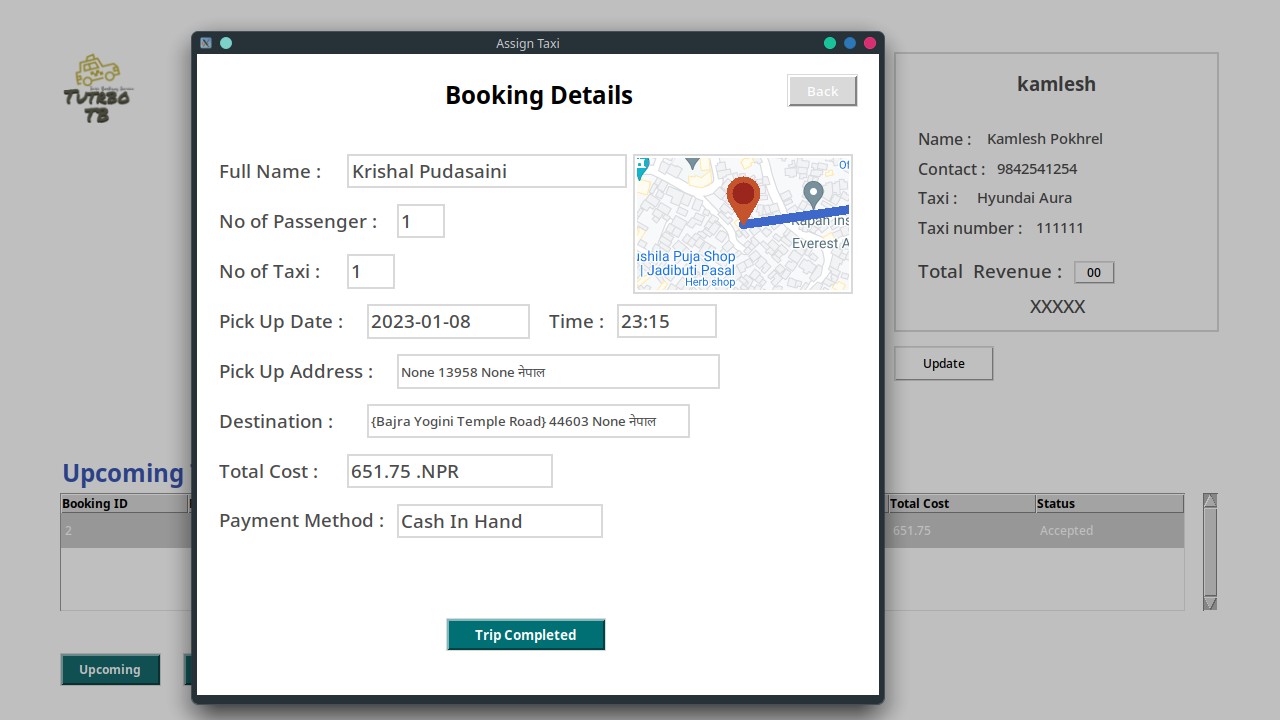 Assign Taxi
Booking Details
Back
Full Name : Krishal Pudasaini
No of Passenger : 1
No of Taxi : 1
Pick Up Date : 2023-01-08 Time : 23:15
Pick Up Address : None 13958 None नेपाल
Destination : {Bajra Yogini Temple Road} 44603 None नेपाल
Total Cost : 651.75 .NPR
Payment Method : Cash In Hand
Trip Completed
Kapan Ins
Everest A
ushila Puja Shop
| Jadibuti Pasal
Herb shop
TUTRBO
TB
kamlesh
Name : Kamlesh Pokhrel
Contact : 9842541254
Taxi : Hyundai Aura
Taxi number : 111111
Total Revenue : 00
XXXXX
Update
Upcoming
Booking ID Total Cost Status
2 651.75 Accepted
Upcoming